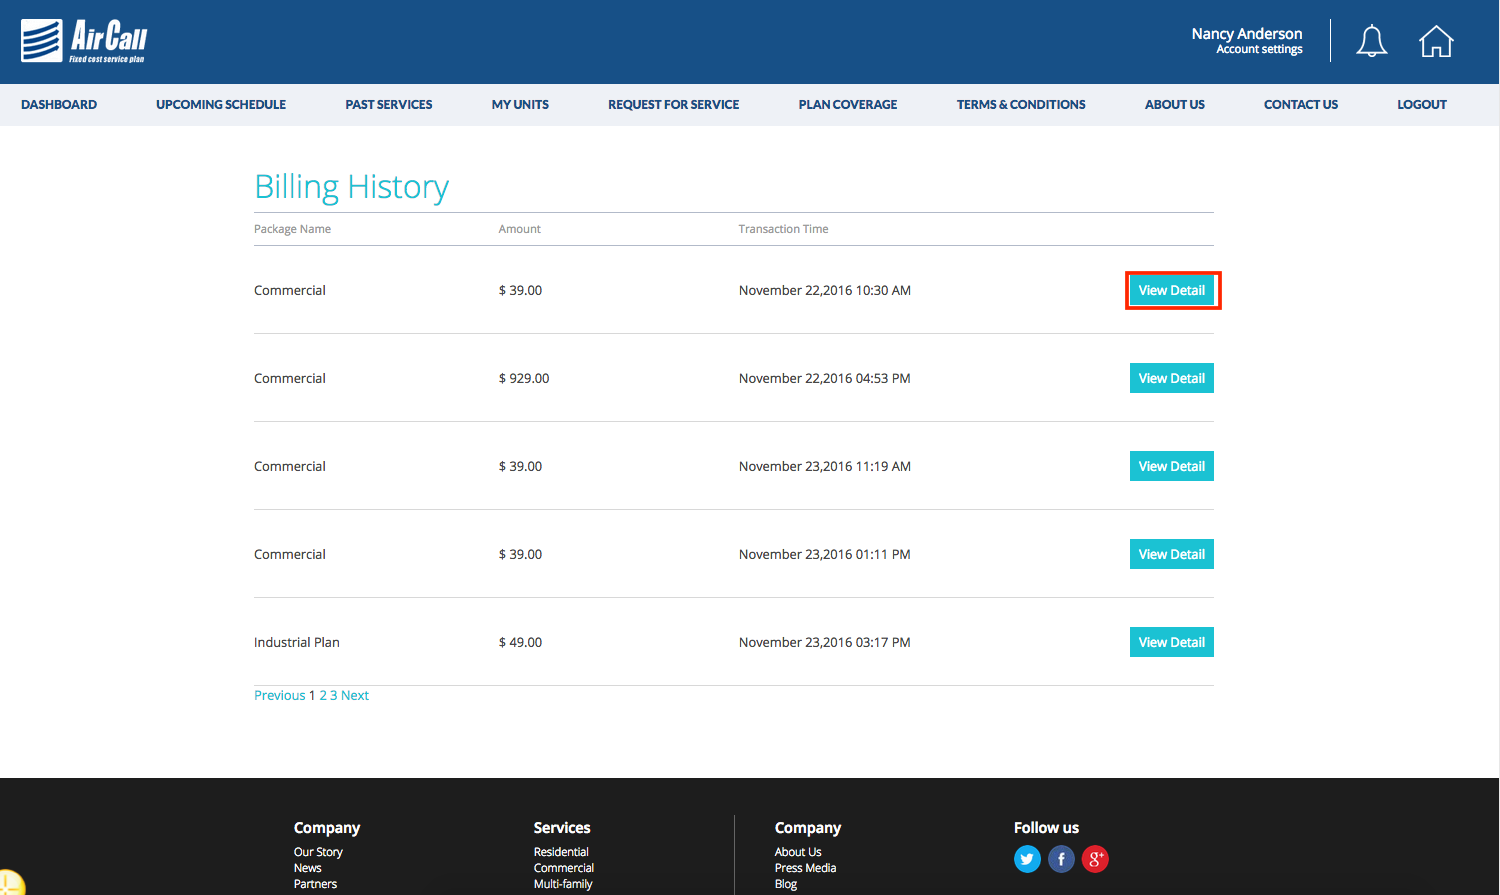 AirCall
Fixed cost service plan
Nancy Anderson
Account settings
DASHBOARD UPCOMING SCHEDULE PAST SERVICES MY UNITS REQUEST FOR SERVICE PLAN COVERAGE TERMS & CONDITIONS ABOUT US CONTACT US LOGOUT
Billing History
Package Name Amount Transaction Time
Commercial $ 39.00 November 22,2016 10:30 AM View Detail
Commercial $ 929.00 November 22,2016 04:53 PM View Detail
Commercial $ 39.00 November 23,2016 11:19 AM View Detail
Commercial $ 39.00 November 23,2016 01:11 PM View Detail
Industrial Plan $ 49.00 November 23,2016 03:17 PM View Detail
Previous 1 2 3 Next
Company Services Company Follow us
Our Story Residential About Us
News Commercial Press Media
Partners Multi-family Blog